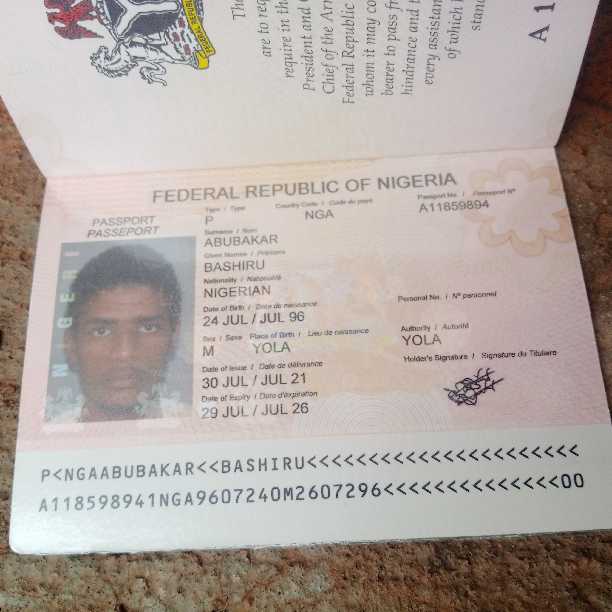 Th
are to req
require in th
President and
Chief of the Ar
Federal Republic
whom it may co
bearer to pass fr
hindrance and t
every assistan
of which
stand
A 1
FEDERAL REPUBLIC OF NIGERIA
PASSPORT
PASSEPORT
Type / Type
P
Country Code / Code du pays
NGA
Passport No. / Passeport N°
A11859894
Surname / Nom
ABUBAKAR
Given Names / Prénoms
BASHIRU
Nationality / Nationalité
NIGERIAN
Date of Birth / Date de naissance
24 JUL / JUL 96
Personal No. / N° personnel
Sex / Sexe
M
Place of Birth / Lieu de naissance
YOLA
Authority / Autorité
YOLA
Date of Issue / Date de délivrance
30 JUL / JUL 21
Holder's Signature / Signature du Titulaire
Date of Expiry / Date d'expiration
29 JUL / JUL 26
P<NGAABUBAKAR<<BASHIRU<<<<<<<<<<<<<<<<<<<<<<
A118598941NGA9607240M2607296<<<<<<<<<<<<<<00